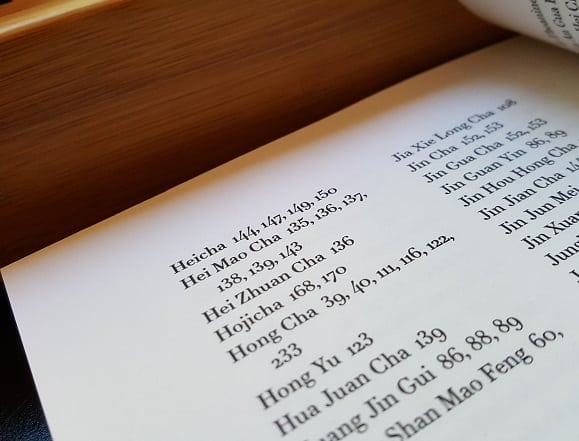 Heicha 144, 147, 149, 150
Hei Mao Cha 135, 136, 137,
138, 139, 143
Hei Zhuan Cha 136
Hojicha 168, 170
Hong Cha 39, 40, 111, 116, 122,
233
Hong Yu 123
Hua Juan Cha 139
Jin Gui 86, 88, 89
Shan Mao Feng 60,
Jia Xie Long Cha 108
Jin Cha 152, 153
Jin Gua Cha 152, 153
Jin Guan Yin 86, 89
Jin Hou Hong Cha
Jin Jian Cha
Jin Jun Mei
Jin Xuan